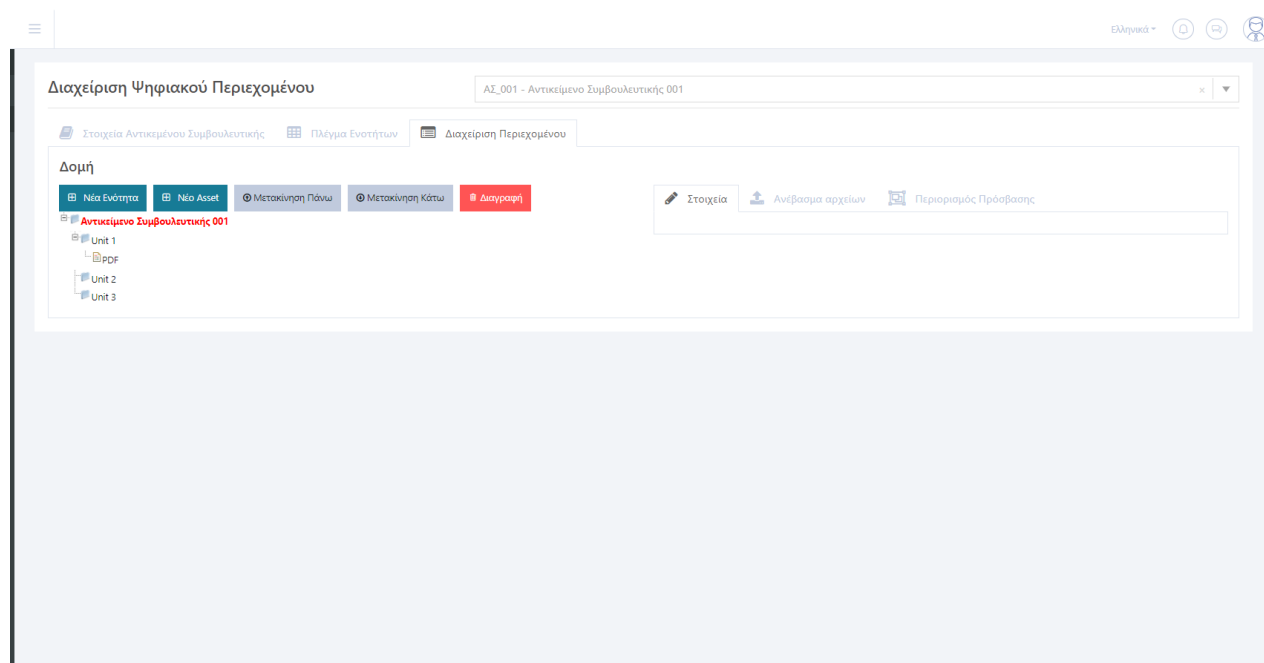 Ελληνικά
Διαχείριση Ψηφιακού Περιεχομένου
ΑΣ_001 - Αντικείμενο Συμβουλευτικής 001
Στοιχεία Αντικεμένου Συμβουλευτικής Πλέγμα Ενοτήτων Διαχείριση Περιεχομένου
Δομή
Νέα Ενότητα Νέο Asset Μετακίνηση Πάνω Μετακίνηση Κάτω Διαγραφή
Στοιχεία Ανέβασμα αρχείων Περιορισμός Πρόσβασης
Αντικείμενο Συμβουλευτικής 001
Unit 1
PDF
Unit 2
Unit 3